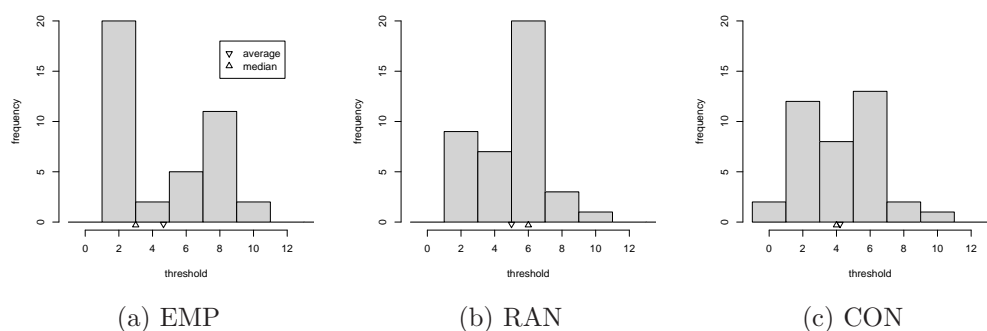 frequency
0 5 10 15 20
average
median
0 2 4 6 8 10 12
threshold
(a) EMP
frequency
0 5 10 15 20
0 2 4 6 8 10 12
threshold
(b) RAN
frequency
0 5 10 15 20
0 2 4 6 8 10 12
threshold
(c) CON